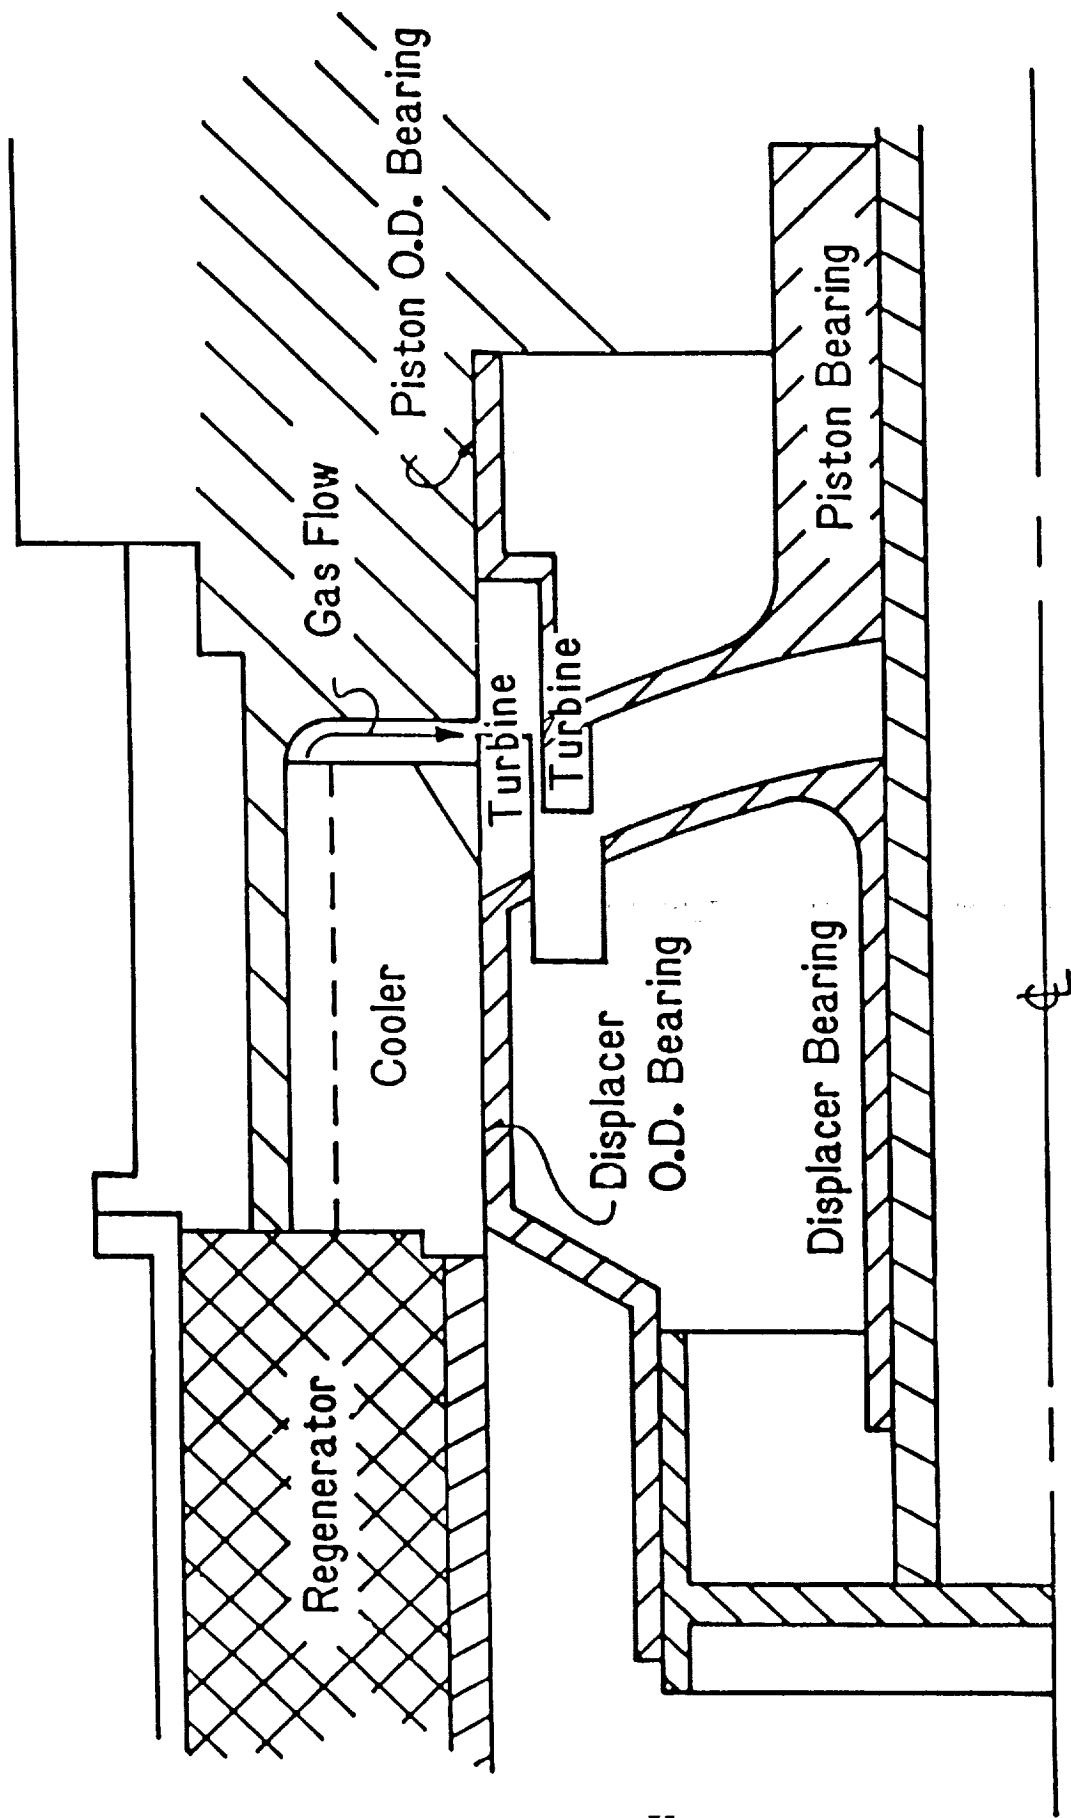 Piston O.D. Bearing
Gas Flow
Turbine
Turbine
Piston Bearing
Cooler
Displacer
O.D. Bearing
Displacer Bearing
Regenerator
℄